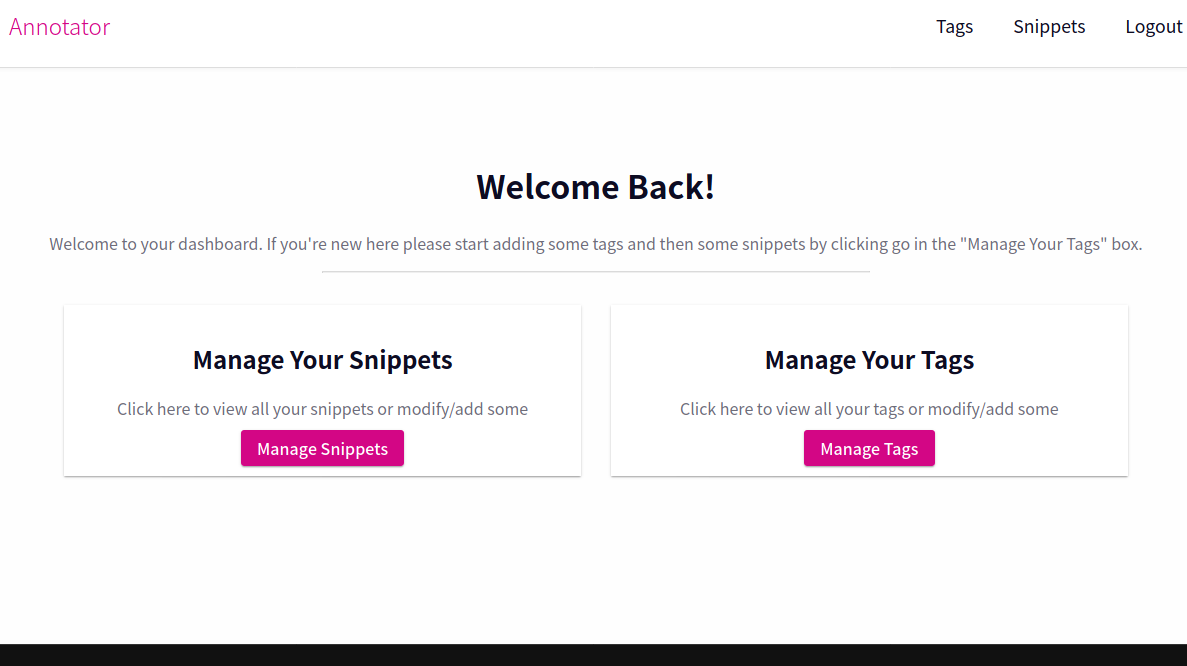 Annotator
Tags Snippets Logout
Welcome Back!
Welcome to your dashboard. If you're new here please start adding some tags and then some snippets by clicking go in the "Manage Your Tags" box.
Manage Your Snippets
Click here to view all your snippets or modify/add some
Manage Snippets
Manage Your Tags
Click here to view all your tags or modify/add some
Manage Tags